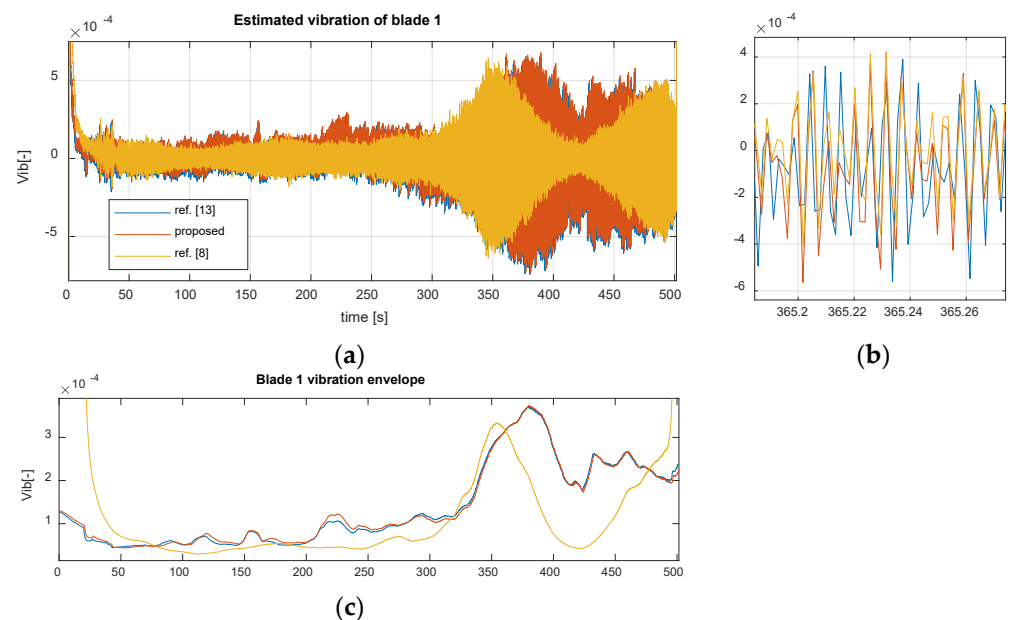 Estimated vibration of blade 1
× 10 -4
5
0
-5
Vib[-]
ref. [13]
proposed
ref. [8]
0 50 100 150 200 250 300 350 400 450 500
time [s]
(a)
× 10 -4
4
2
0
-2
-4
-6
365.2 365.22 365.24 365.26
(b)
Blade 1 vibration envelope
× 10 -4
3
2
1
Vib[-]
0 50 100 150 200 250 300 350 400 450 500
(c)